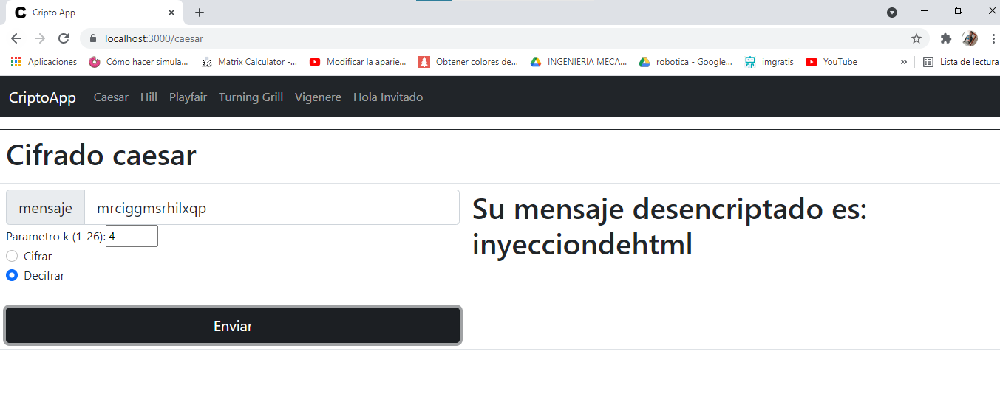 C Cripto App
localhost:3000/caesar
Aplicaciones Cómo hacer simula... Matrix Calculator -... Modificar la aparie... Obtener colores de... INGENIERIA MECA... robotica - Google... imgratis YouTube » Lista de lectura
CriptoApp Caesar Hill Playfair Turning Grill Vigenere Hola Invitado
Cifrado caesar
mensaje mrciggmsrhilxqp
Parametro k (1-26): 4
Cifrar
Decifrar
Enviar
Su mensaje desencriptado es:
inyecciondehtml